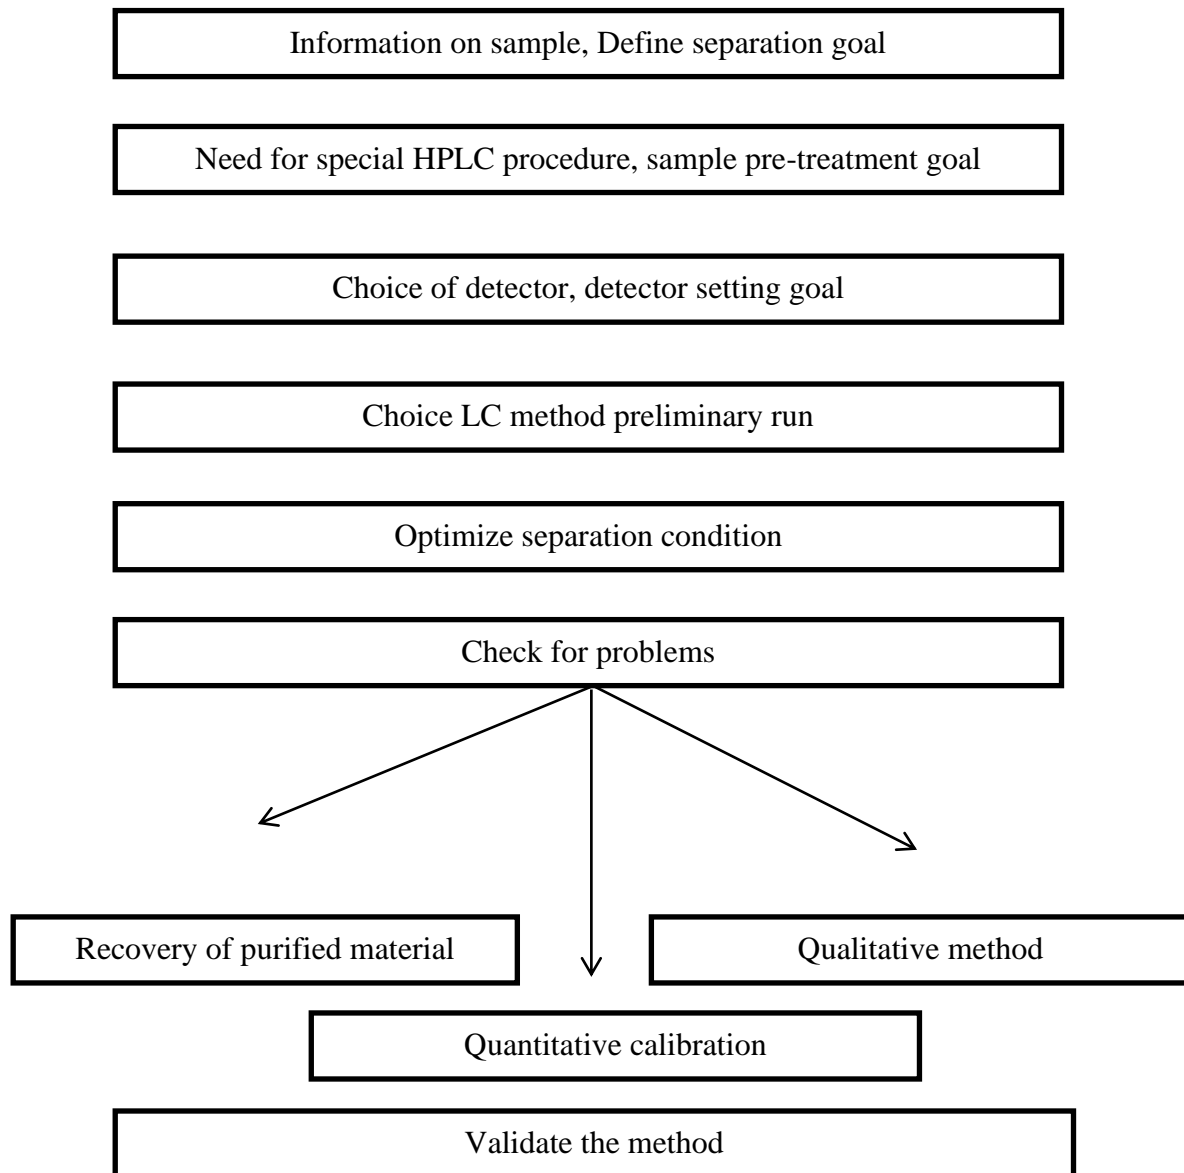 Information on sample, Define separation goal
Need for special HPLC procedure, sample pre-treatment goal
Choice of detector, detector setting goal
Choice LC method preliminary run
Optimize separation condition
Check for problems
Recovery of purified material
Qualitative method
Quantitative calibration
Validate the method